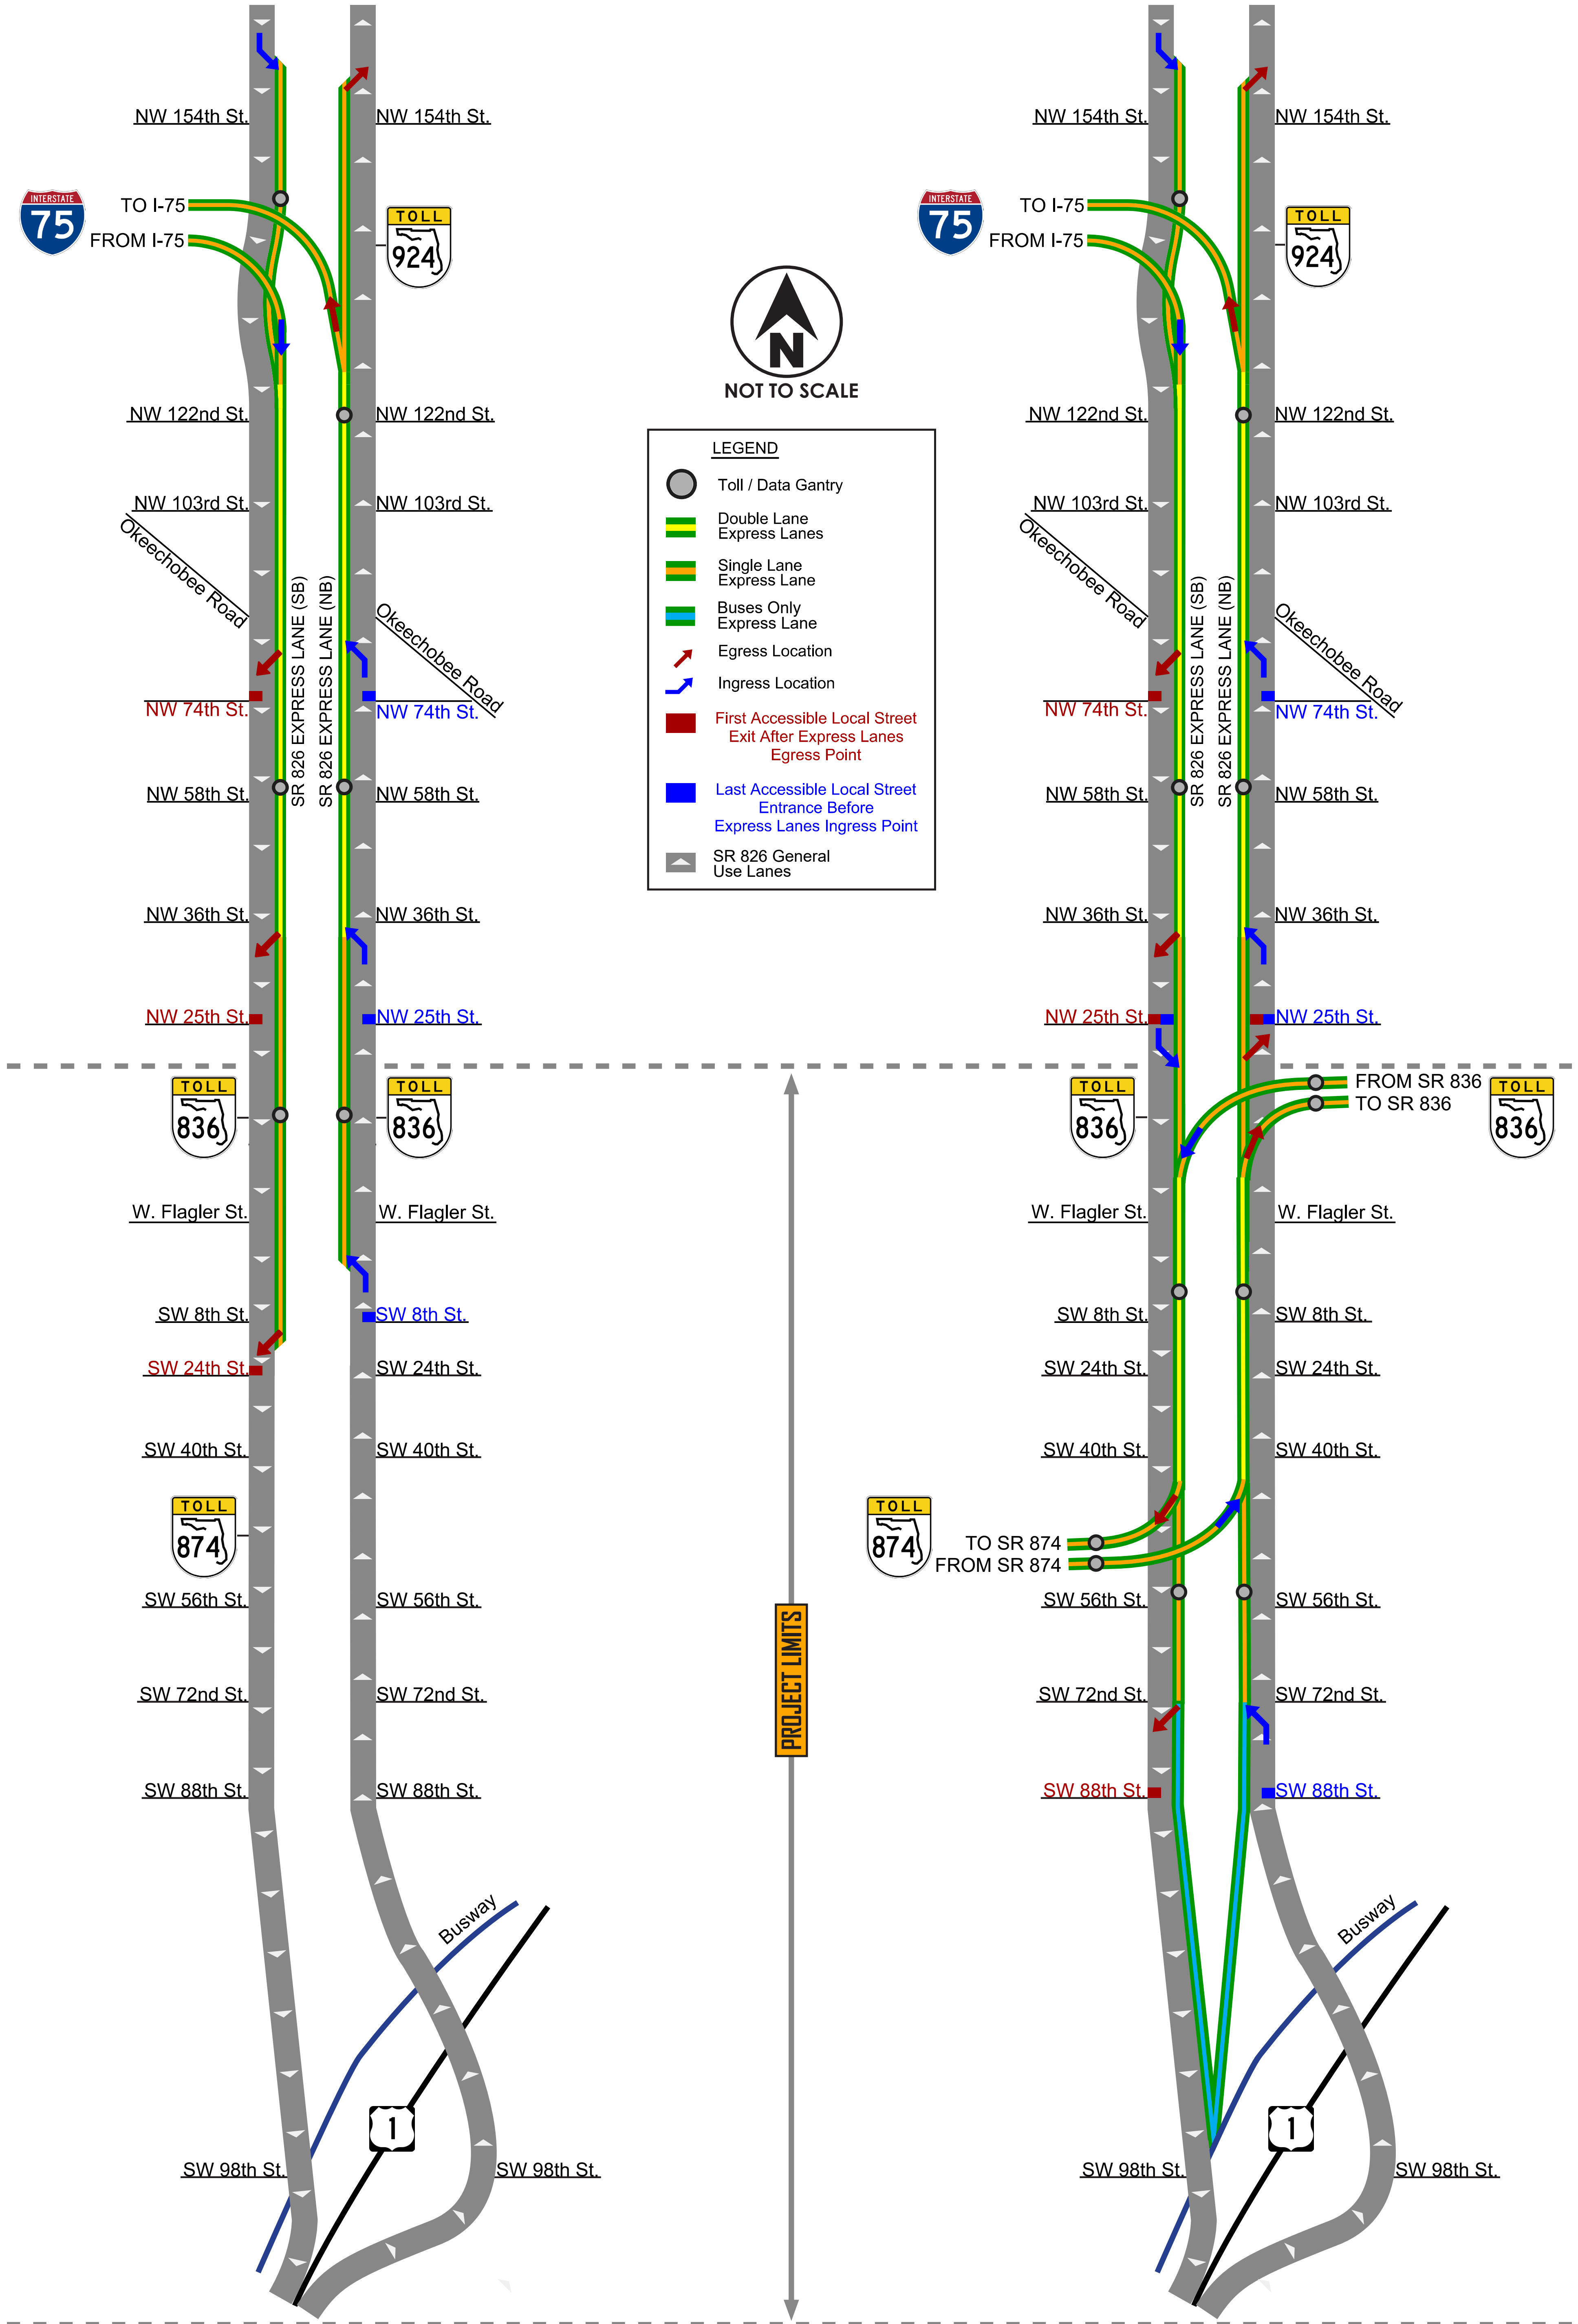 NW 154th St.
NW 154th St.
INTERSTATE
75
TO I-75
FROM I-75
TOLL
924
NW 122nd St.
NW 122nd St.
NW 103rd St.
NW 103rd St.
Okeechobee Road
Okeechobee Road
SR 826 EXPRESS LANE (SB)
SR 826 EXPRESS LANE (NB)
NW 74th St.
NW 74th St.
NW 58th St.
NW 58th St.
NW 36th St.
NW 36th St.
NW 25th St.
NW 25th St.
TOLL
836
TOLL
836
W. Flagler St.
W. Flagler St.
SW 8th St.
SW 8th St.
SW 24th St.
SW 24th St.
SW 40th St.
SW 40th St.
TOLL
874
SW 56th St.
SW 56th St.
SW 72nd St.
SW 72nd St.
SW 88th St.
SW 88th St.
Busway
1
SW 98th St.
SW 98th St.
N
NOT TO SCALE
LEGEND
Toll / Data Gantry
Double Lane
Express Lanes
Single Lane
Express Lane
Buses Only
Express Lane
Egress Location
Ingress Location
First Accessible Local Street
Exit After Express Lanes
Egress Point
Last Accessible Local Street
Entrance Before
Express Lanes Ingress Point
SR 826 General
Use Lanes
PROJECT LIMITS
NW 154th St.
NW 154th St.
INTERSTATE
75
TO I-75
FROM I-75
TOLL
924
NW 122nd St.
NW 122nd St.
NW 103rd St.
NW 103rd St.
Okeechobee Road
Okeechobee Road
SR 826 EXPRESS LANE (SB)
SR 826 EXPRESS LANE (NB)
NW 74th St.
NW 74th St.
NW 58th St.
NW 58th St.
NW 36th St.
NW 36th St.
NW 25th St.
NW 25th St.
TOLL
836
FROM SR 836
TO SR 836
TOLL
836
W. Flagler St.
W. Flagler St.
SW 8th St.
SW 8th St.
SW 24th St.
SW 24th St.
SW 40th St.
SW 40th St.
TOLL
874
TO SR 874
FROM SR 874
SW 56th St.
SW 56th St.
SW 72nd St.
SW 72nd St.
SW 88th St.
SW 88th St.
Busway
1
SW 98th St.
SW 98th St.